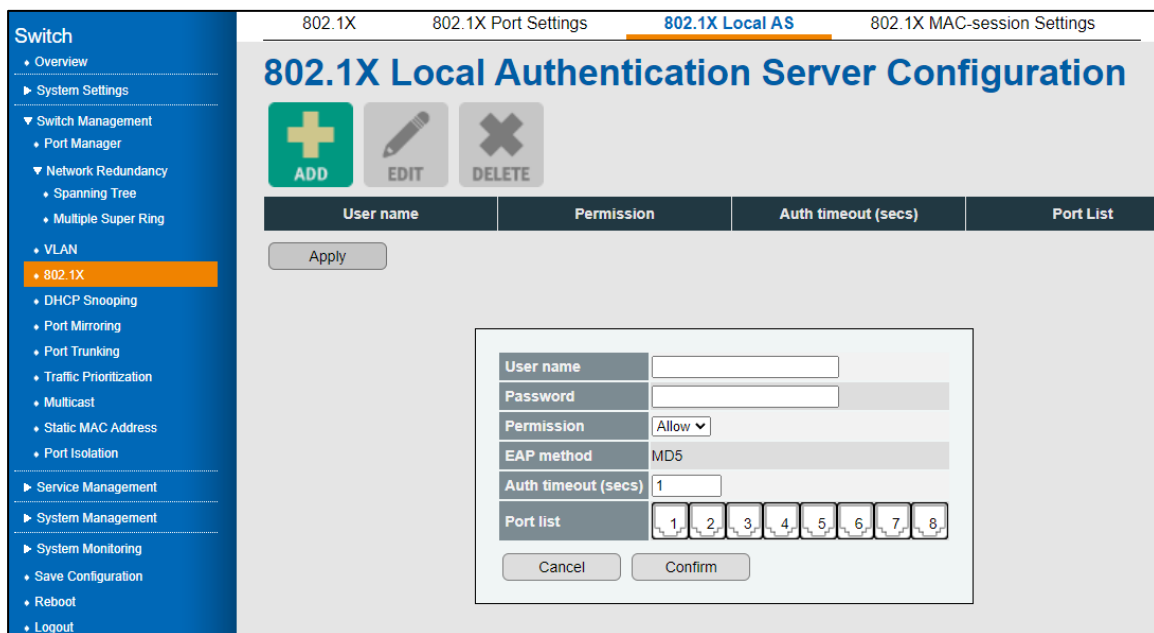 Switch
Overview
System Settings
Switch Management
Port Manager
Network Redundancy
Spanning Tree
Multiple Super Ring
VLAN
802.1X
DHCP Snooping
Port Mirroring
Port Trunking
Traffic Prioritization
Multicast
Static MAC Address
Port Isolation
Service Management
System Management
System Monitoring
Save Configuration
Reboot
Logout
802.1X 802.1X Port Settings 802.1X Local AS 802.1X MAC-session Settings
802.1X Local Authentication Server Configuration
ADD EDIT DELETE
User name Permission Auth timeout (secs) Port List
Apply
User name
Password
Permission Allow
EAP method MD5
Auth timeout (secs) 1
Port list 1 2 3 4 5 6 7 8
Cancel Confirm